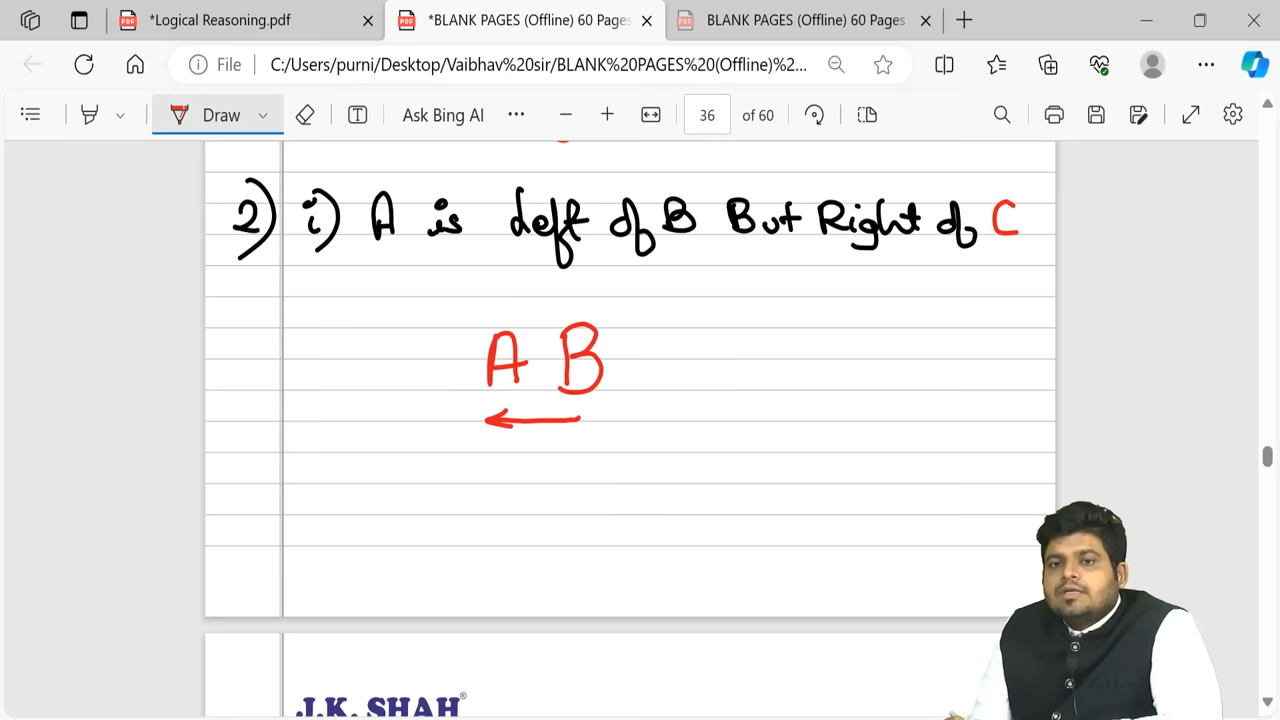 *Logical Reasoning.pdf
*BLANK PAGES (Offline) 60 Pages
BLANK PAGES (Offline) 60 Pages
File
C:/Users/purni/Desktop/Vaibhav%20sir/BLANK%20PAGES%20(Offline)%2...
Draw
Ask Bing AI
36 of 60
2) i) A is Left of B But Right of C
A B
J.K. SHAH®